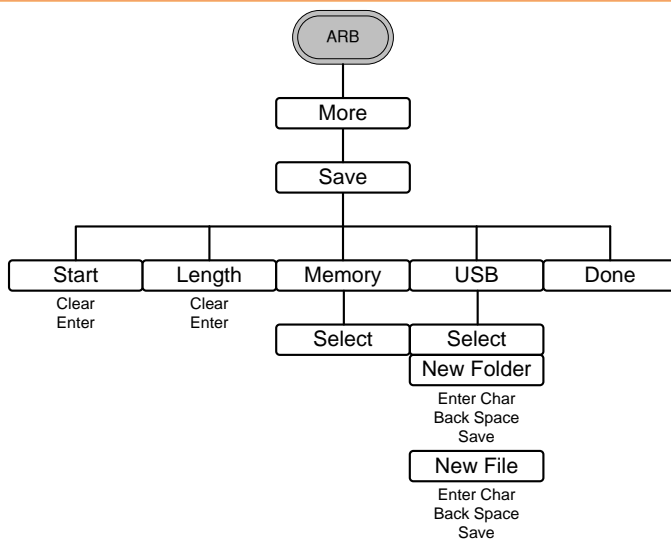 ARB
More
Save
Start Length Memory USB Done
Clear Clear
Enter Enter
Select Select
New Folder
Enter Char
Back Space
Save
New File
Enter Char
Back Space
Save